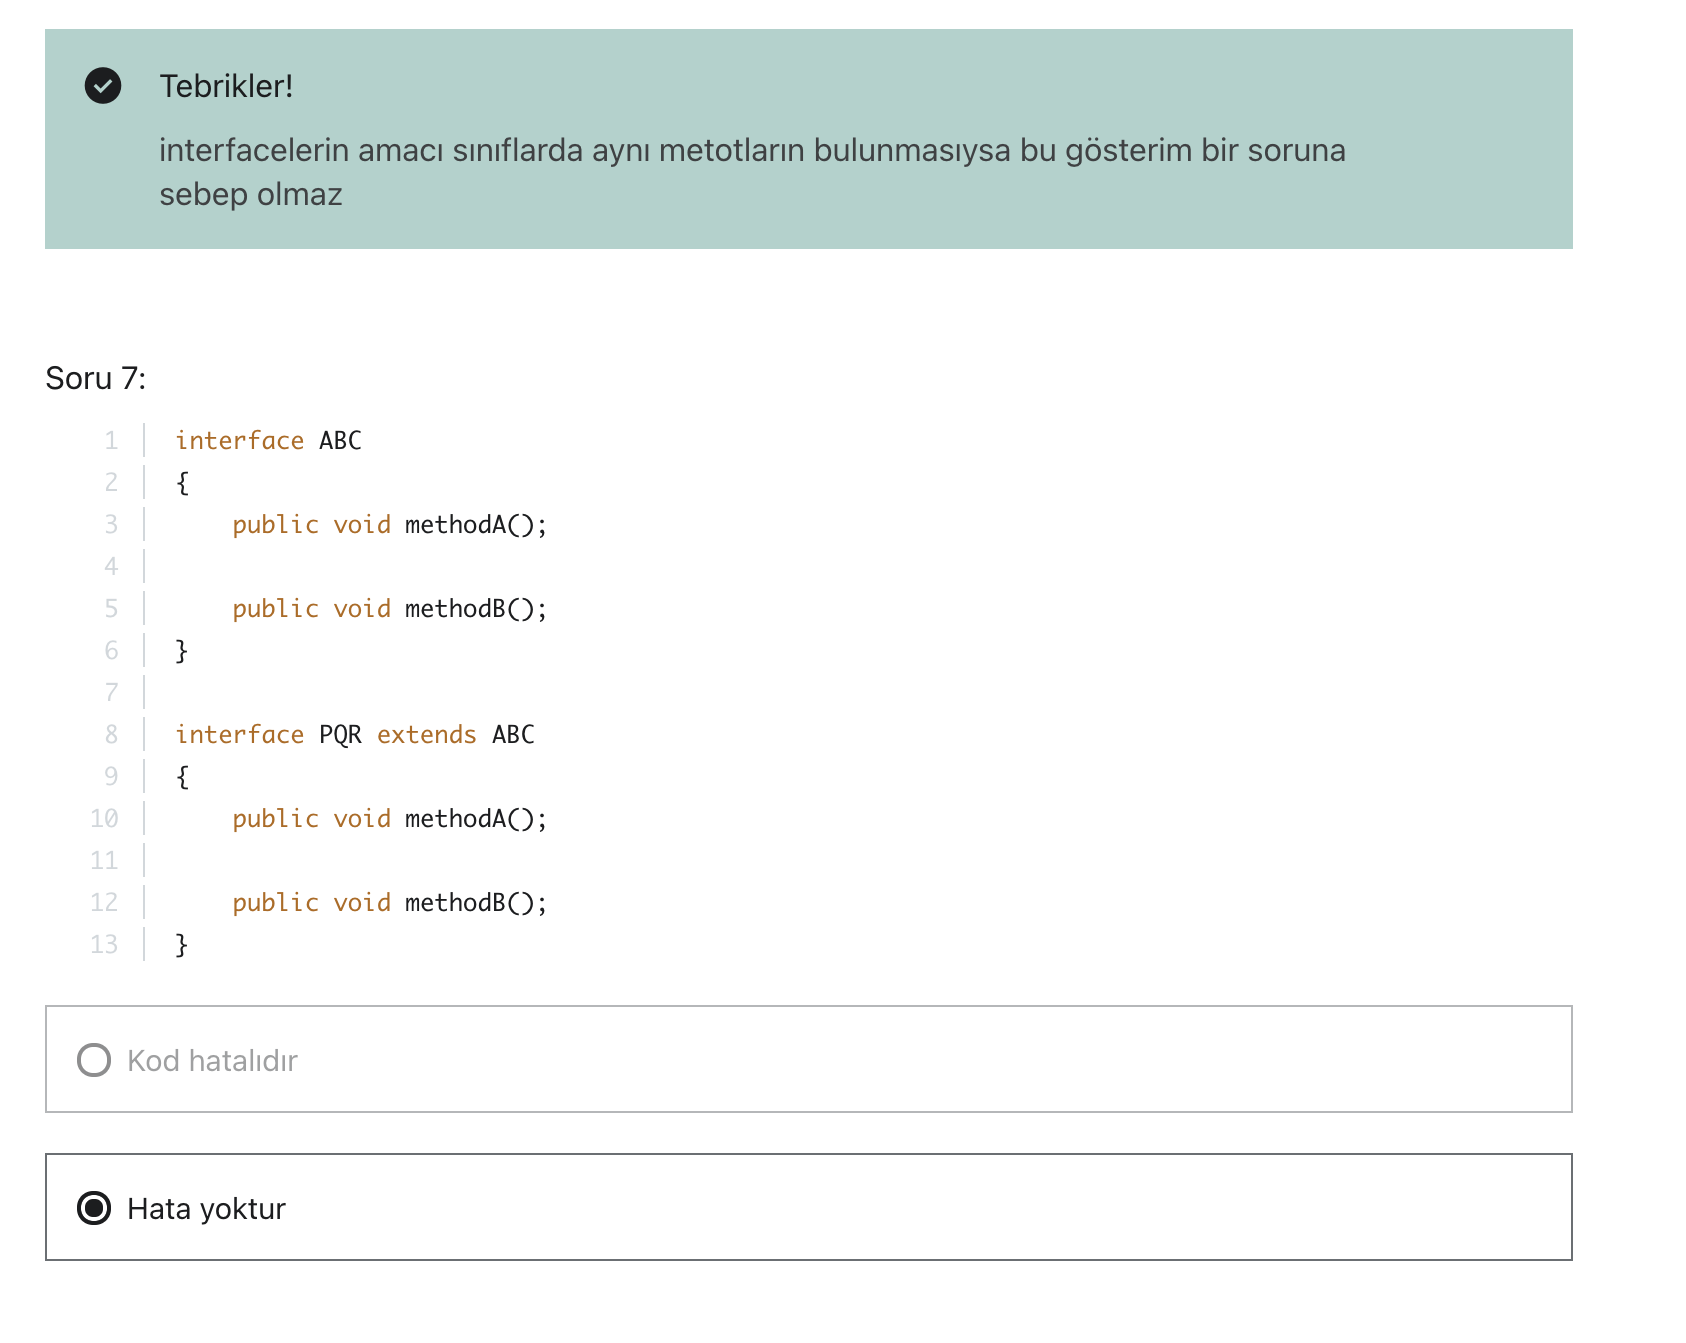 Tebrikler!
interfacelerin amacı sınıflarda aynı metotların bulunmasıysa bu gösterim bir soruna
sebep olmaz
Soru 7:
1 interface ABC
2 {
3     public void methodA();
4
5     public void methodB();
6 }
7
8 interface PQR extends ABC
9 {
10     public void methodA();
11
12     public void methodB();
13 }
Kod hatalıdır
Hata yoktur